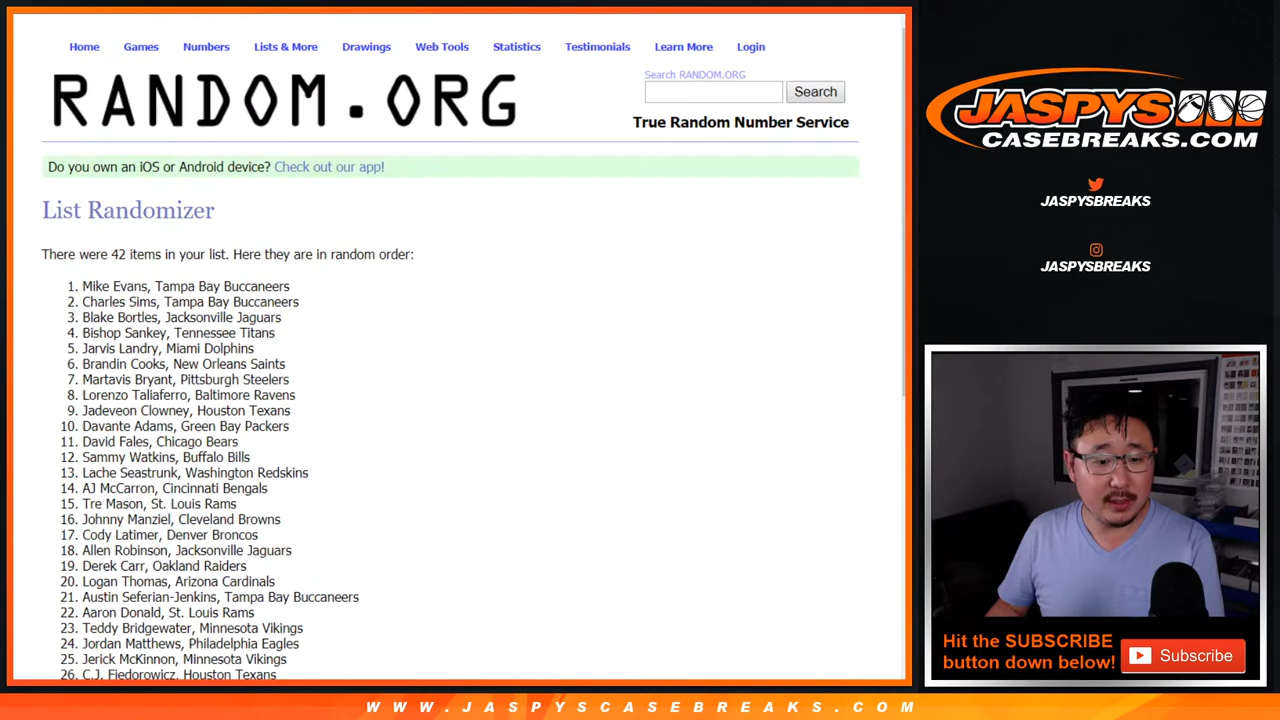 Home Games Numbers Lists & More Drawings Web Tools Statistics Testimonials Learn More Login
RANDOM.ORG
Search RANDOM.ORG
Search
True Random Number Service
Do you own an iOS or Android device? Check out our app!
List Randomizer
There were 42 items in your list. Here they are in random order:
1. Mike Evans, Tampa Bay Buccaneers
2. Charles Sims, Tampa Bay Buccaneers
3. Blake Bortles, Jacksonville Jaguars
4. Bishop Sankey, Tennessee Titans
5. Jarvis Landry, Miami Dolphins
6. Brandin Cooks, New Orleans Saints
7. Martavis Bryant, Pittsburgh Steelers
8. Lorenzo Taliaferro, Baltimore Ravens
9. Jadeveon Clowney, Houston Texans
10. Davante Adams, Green Bay Packers
11. David Fales, Chicago Bears
12. Sammy Watkins, Buffalo Bills
13. Lache Seastrunk, Washington Redskins
14. AJ McCarron, Cincinnati Bengals
15. Tre Mason, St. Louis Rams
16. Johnny Manziel, Cleveland Browns
17. Cody Latimer, Denver Broncos
18. Allen Robinson, Jacksonville Jaguars
19. Derek Carr, Oakland Raiders
20. Logan Thomas, Arizona Cardinals
21. Austin Seferian-Jenkins, Tampa Bay Buccaneers
22. Aaron Donald, St. Louis Rams
23. Teddy Bridgewater, Minnesota Vikings
24. Jordan Matthews, Philadelphia Eagles
25. Jerick McKinnon, Minnesota Vikings
26. C.J. Fiedorowicz, Houston Texans
JASPYS
CASEBREAKS.COM
JASPYSBREAKS
JASPYSBREAKS
Hit the SUBSCRIBE
button down below!
Subscribe
WWW.JASPYSCASEBREAKS.COM